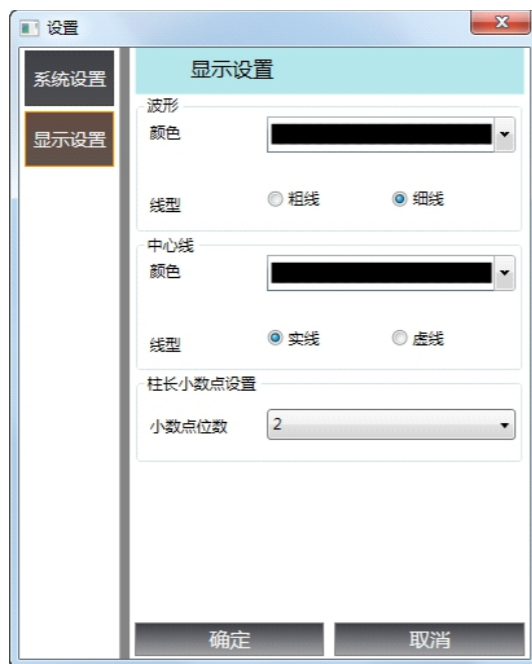 设置
系统设置
显示设置
显示设置
波形
颜色
线型 粗线 细线
中心线
颜色
线型 实线 虚线
柱长小数点设置
小数点位数 2
确定 取消